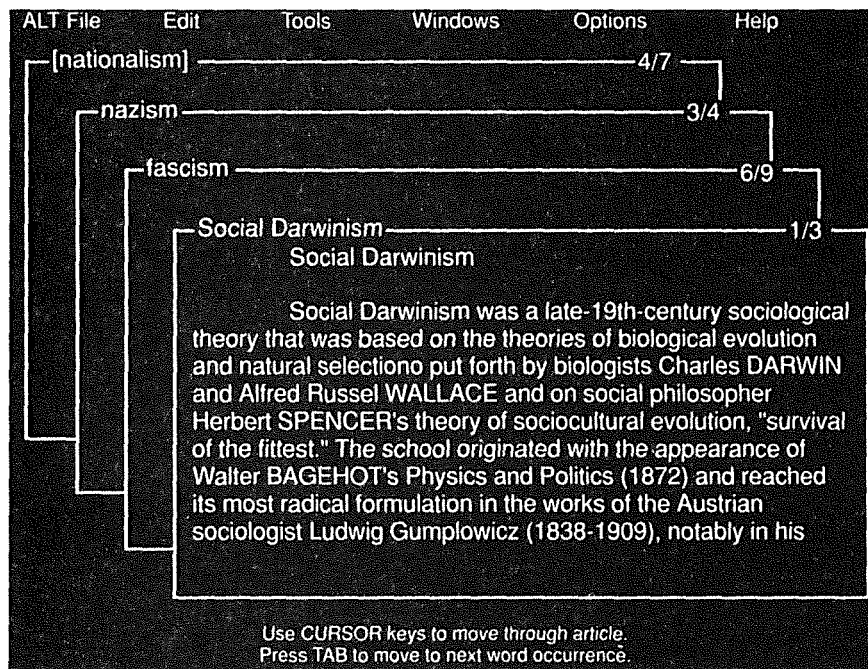 ALT File Edit Tools Windows Options Help
[nationalism] 4/7
nazism 3/4
fascism 6/9
Social Darwinism 1/3
Social Darwinism
Social Darwinism was a late-19th-century sociological
theory that was based on the theories of biological evolution
and natural selectiono put forth by biologists Charles DARWIN
and Alfred Russel WALLACE and on social philosopher
Herbert SPENCER's theory of sociocultural evolution, "survival
of the fittest." The school originated with the appearance of
Walter BAGEHOT's Physics and Politics (1872) and reached
its most radical formulation in the works of the Austrian
sociologist Ludwig Gumplowicz (1838-1909), notably in his
Use CURSOR keys to move through article.
Press TAB to move to next word occurrence.